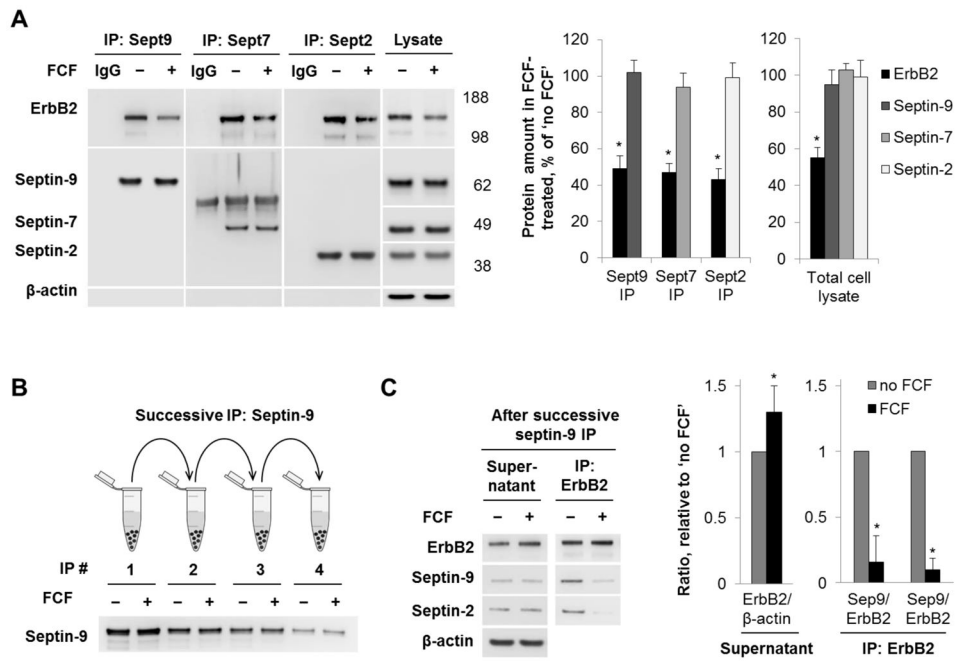 A
IP: Sept9 IP: Sept7 IP: Sept2 Lysate
FCF IgG – + IgG – + IgG – + – +
ErbB2
188
98
Septin-9
62
Septin-7
49
Septin-2
38
β-actin
Protein amount in FCF-
treated, % of ‘no FCF’
120
100
80
60
40
20
0
* * *
Sept9 Sept7 Sept2
IP IP IP
120
100
80
60
40
20
0
*
Total cell
lysate
ErbB2
Septin-9
Septin-7
Septin-2
B
Successive IP: Septin-9
IP # 1 2 3 4
FCF – + – + – + – +
Septin-9
C
After successive
septin-9 IP
Super-
natant
IP:
ErbB2
FCF – + – +
ErbB2
Septin-9
Septin-2
β-actin
Ratio, relative to ‘no FCF’
1.5
1
0.5
0
*
ErbB2/
β-actin
Supernatant
1.5
1
0.5
0
no FCF
FCF
* *
Sep9/ Sep9/
ErbB2 ErbB2
IP: ErbB2